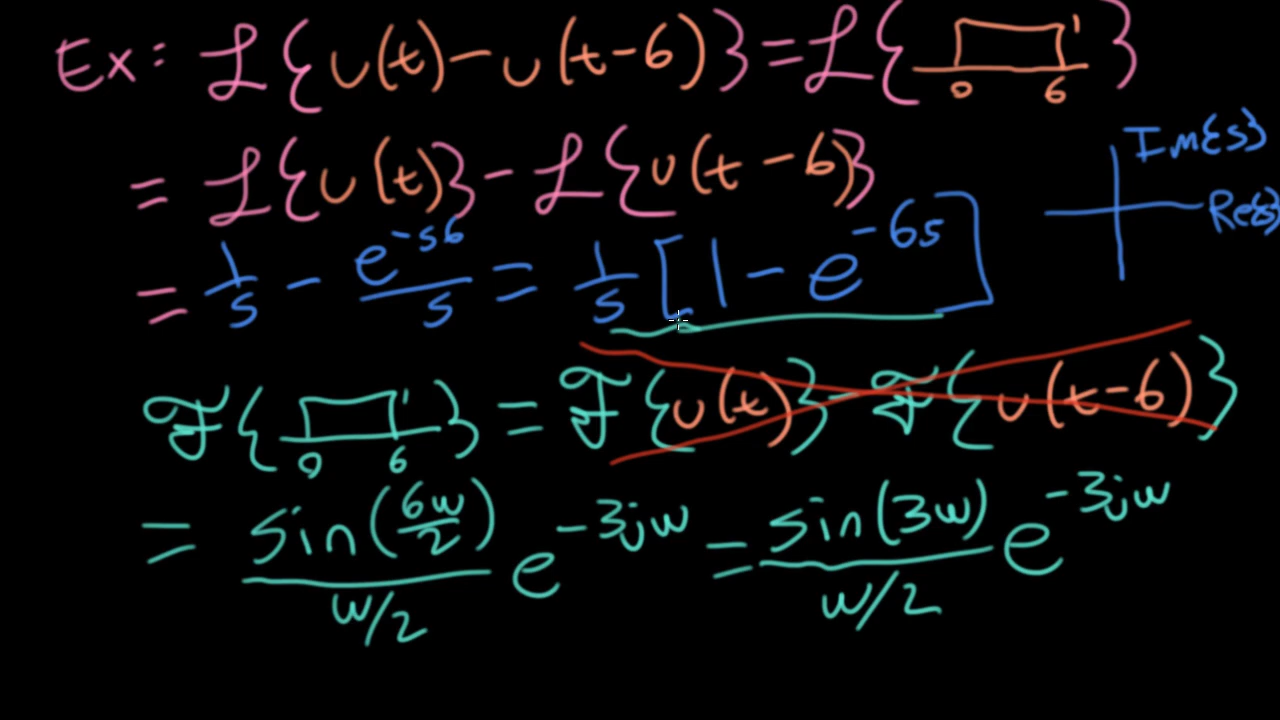 Ex: ℒ{u(t)-u(t-6)} = ℒ{ 0 6 1 }
Im{s}
= ℒ{u(t)} - ℒ{u(t-6)}
Re{s}
= 1/s - e^{-s6}/s = 1/s [1 - e^{-6s}]
ℱ{ 0 6 1 } = ℱ{u(t)} - ℱ{u(t-6)}
= sin(6w/2)/(w/2) e^{-3jw} = sin(3w)/(w/2) e^{-3jw}